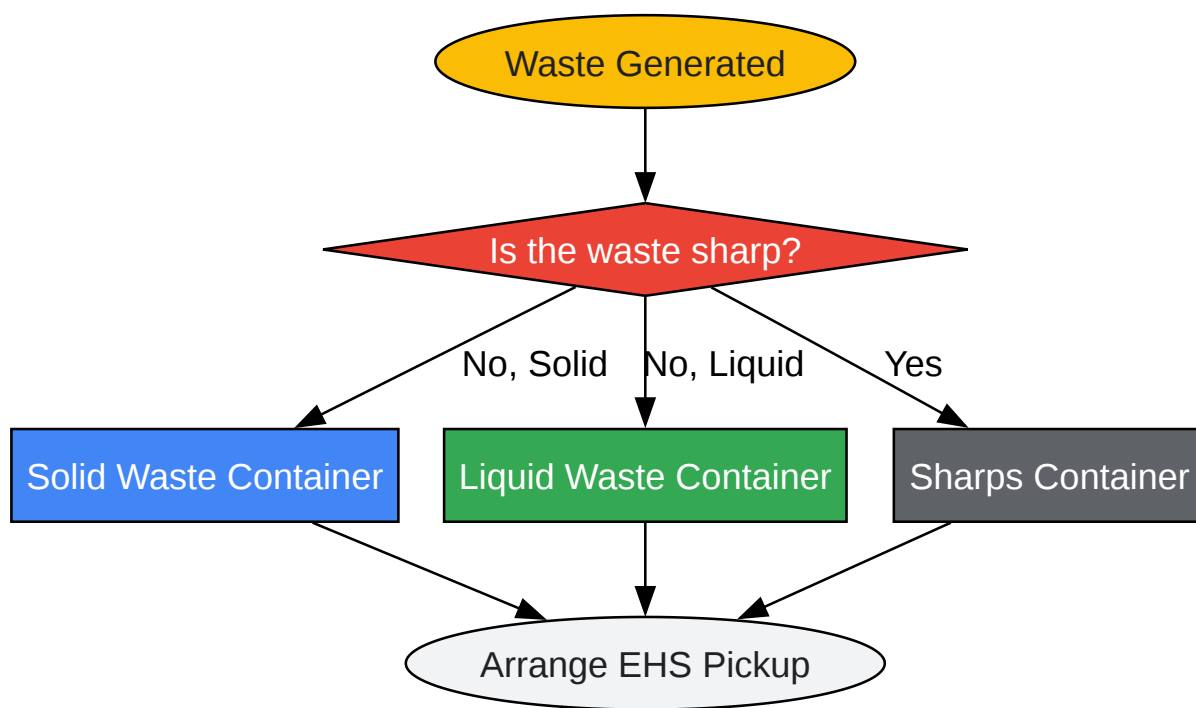 Waste Generated
Is the waste sharp?
No, Solid
No, Liquid
Yes
Solid Waste Container
Liquid Waste Container
Sharps Container
Arrange EHS Pickup